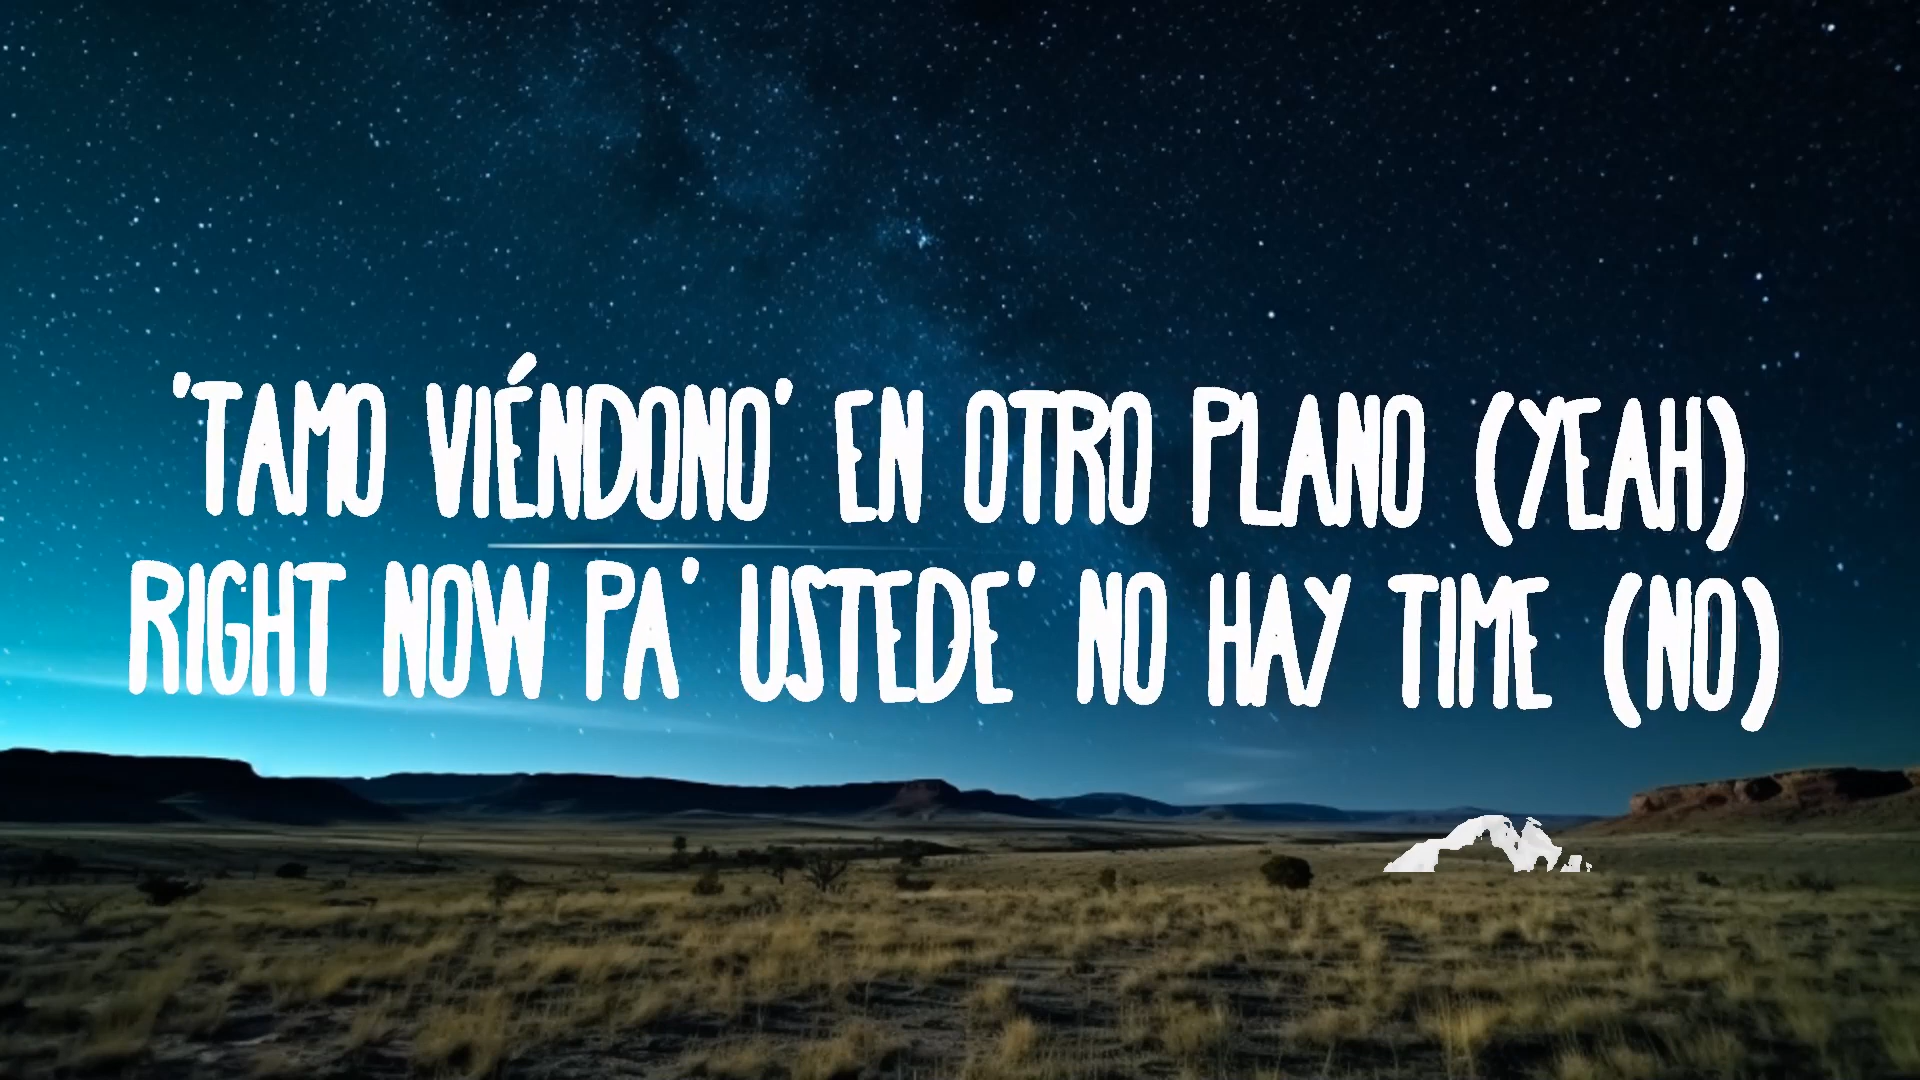 'TAMO VIÉNDONO' EN OTRO PLANO (YEAH)
RIGHT NOW PA' USTEDE' NO HAY TIME (NO)